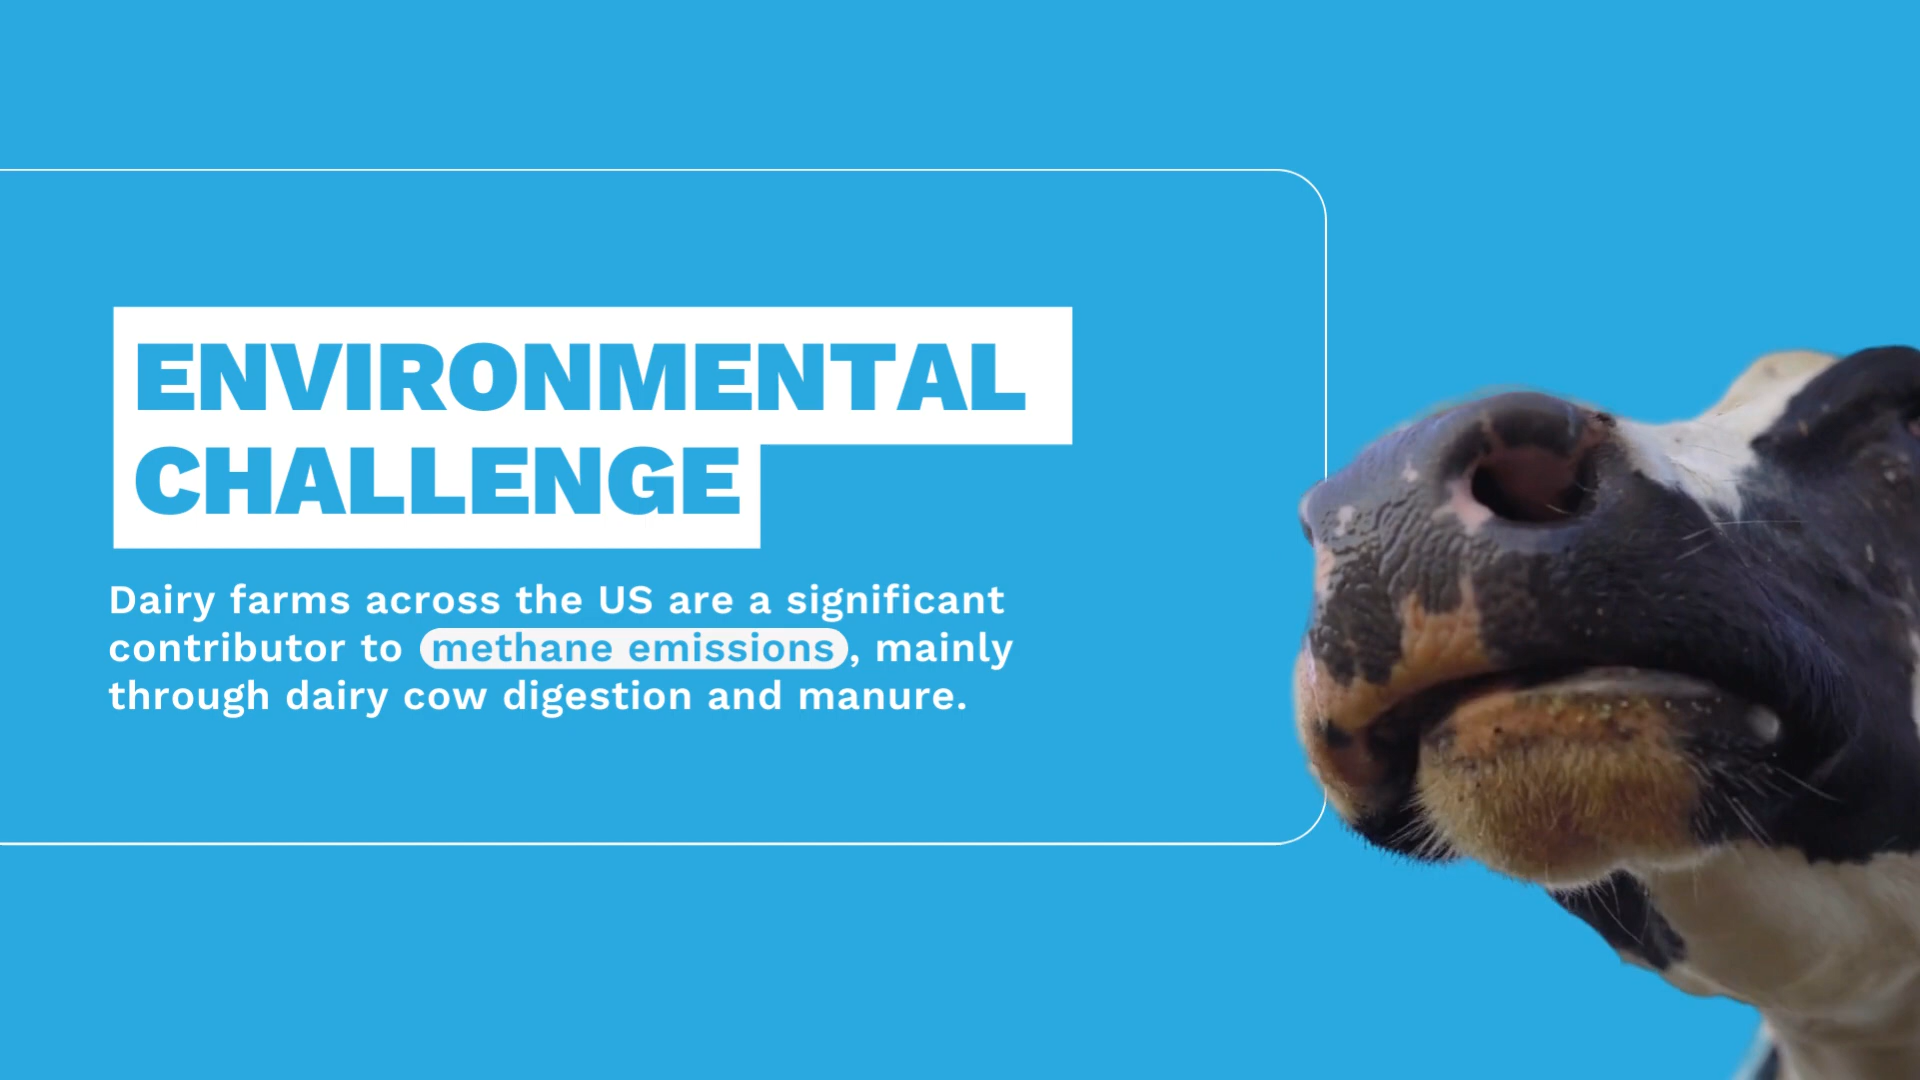 ENVIRONMENTAL
CHALLENGE
Dairy farms across the US are a significant
contributor to methane emissions, mainly
through dairy cow digestion and manure.